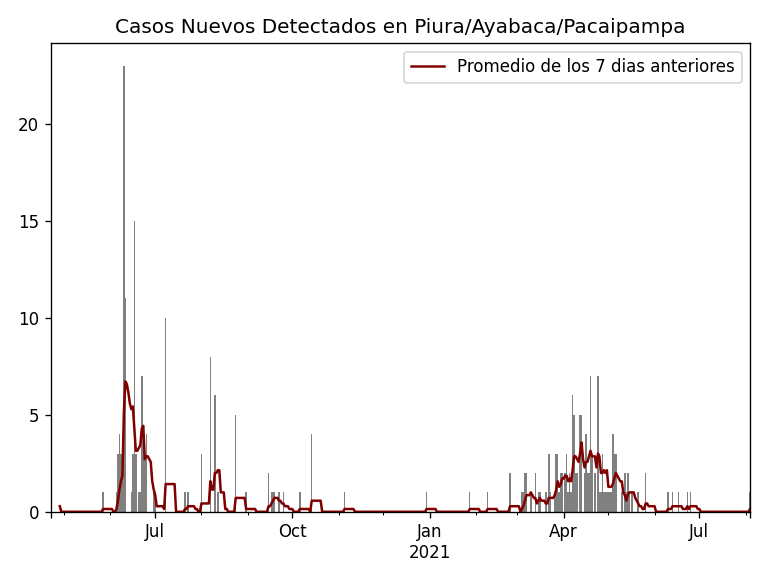 Casos Nuevos Detectados en Piura/Ayabaca/Pacaipampa
Promedio de los 7 dias anteriores
20
15
10
5
0
Jul
Oct
Jan
2021
Apr
Jul